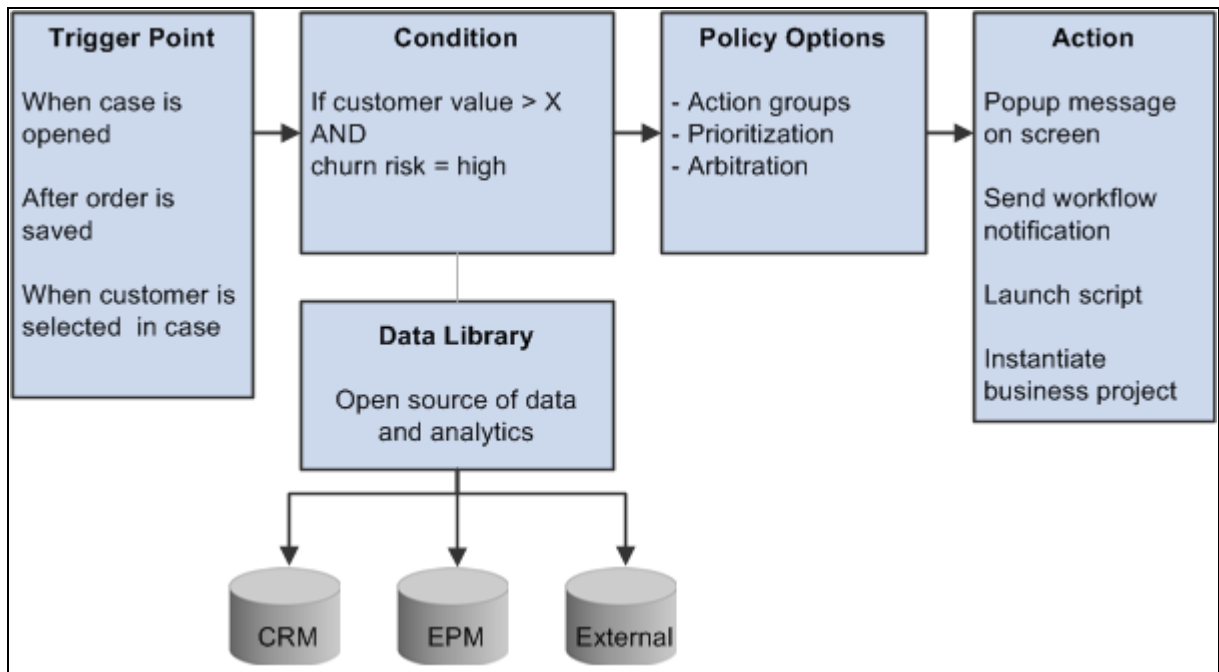 Trigger Point
When case is
opened
After order is
saved
When customer is
selected in case
Condition
If customer value > X
AND
churn risk = high
Policy Options
- Action groups
- Prioritization
- Arbitration
Action
Popup message
on screen
Send workflow
notification
Launch script
Instantiate
business project
Data Library
Open source of data
and analytics
CRM
EPM
External